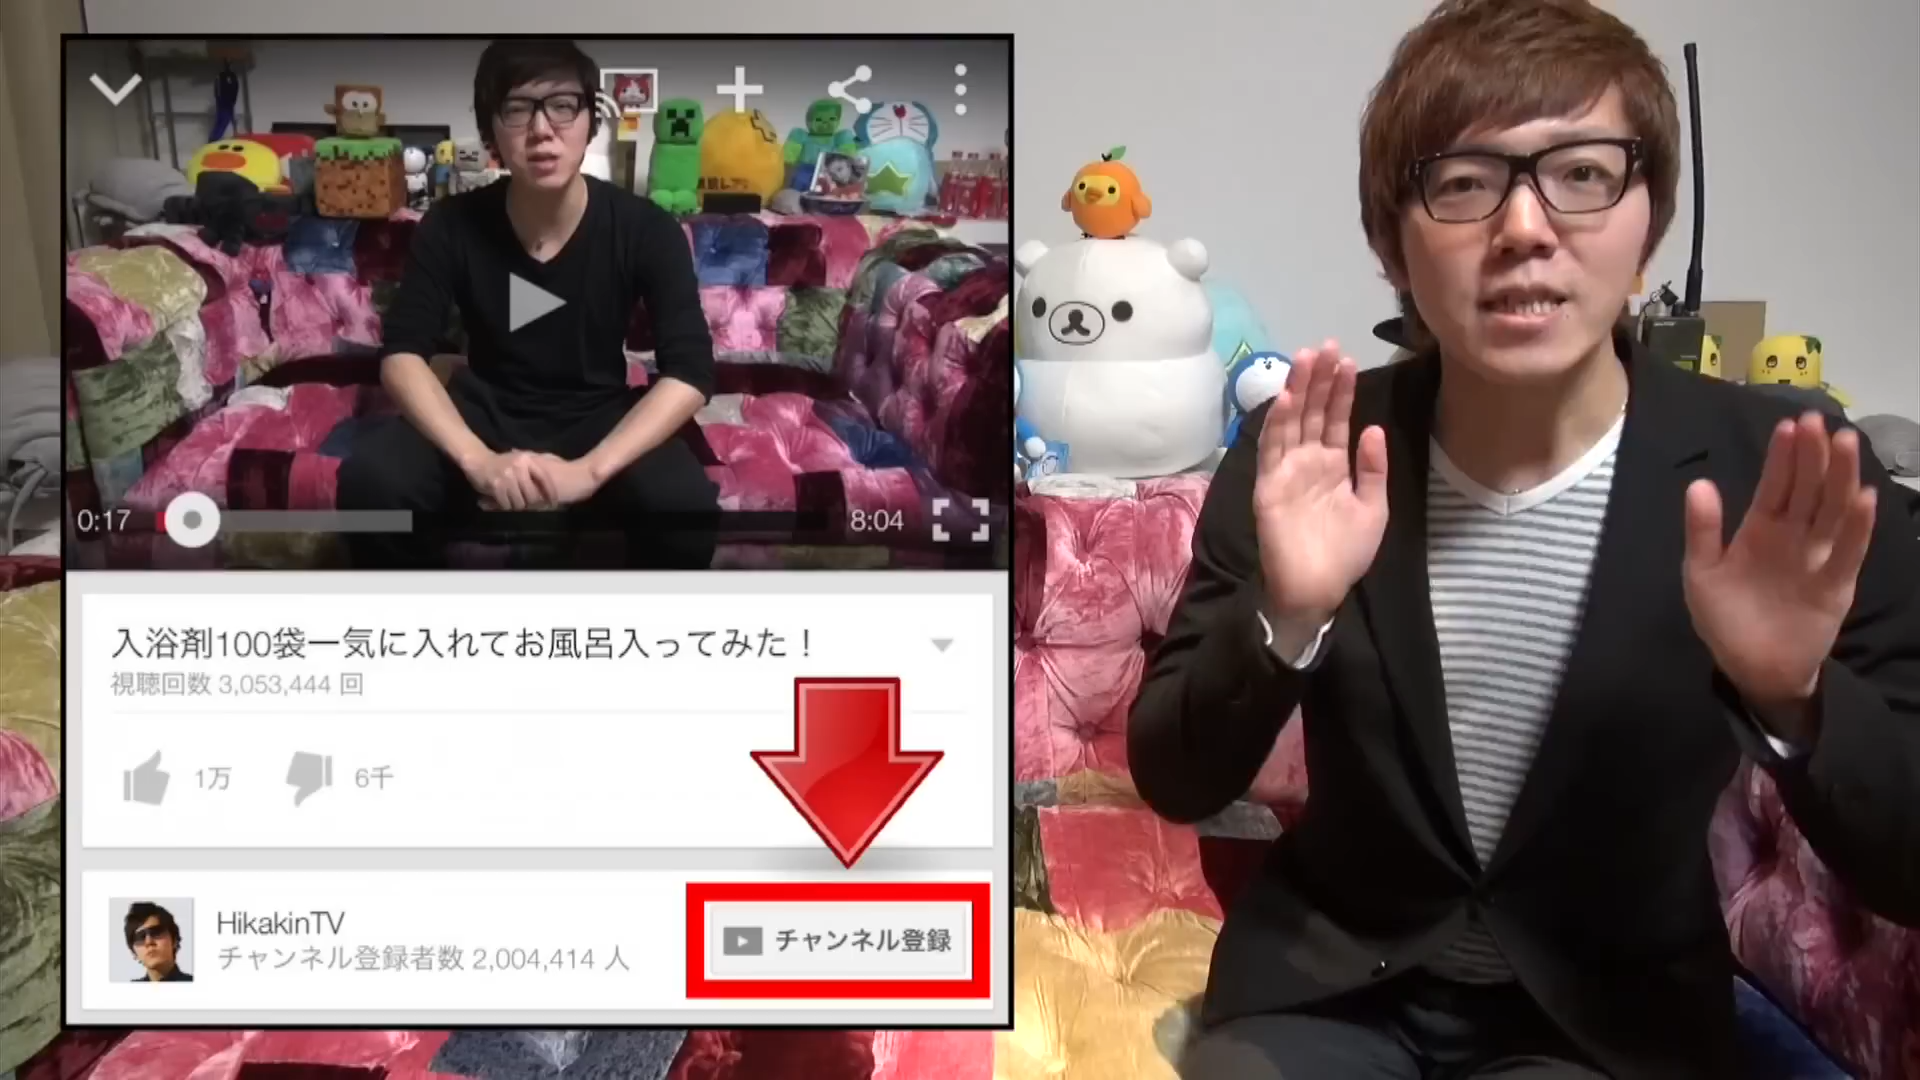 0:17
8:04
入浴剤100袋一気に入れてお風呂入ってみた!
視聴回数 3,053,444 回
1万
6千
HikakinTV
チャンネル登録者数 2,004,414 人
チャンネル登録